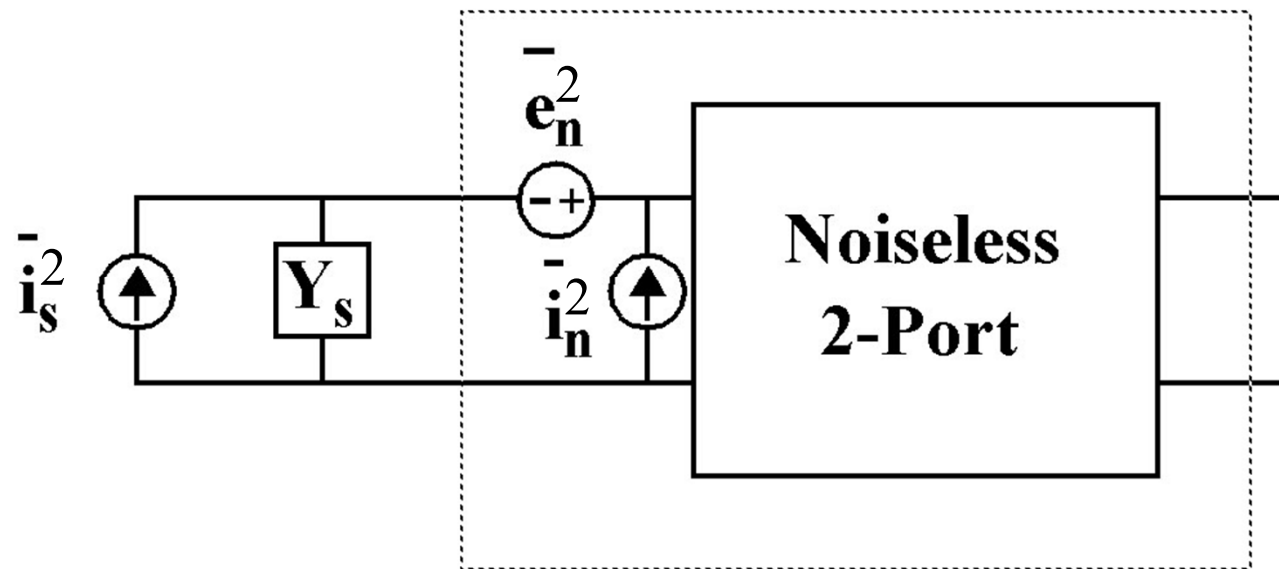 e̅ₙ²
- +
i̅ₛ²
Yₛ
i̅ₙ²
Noiseless
2-Port